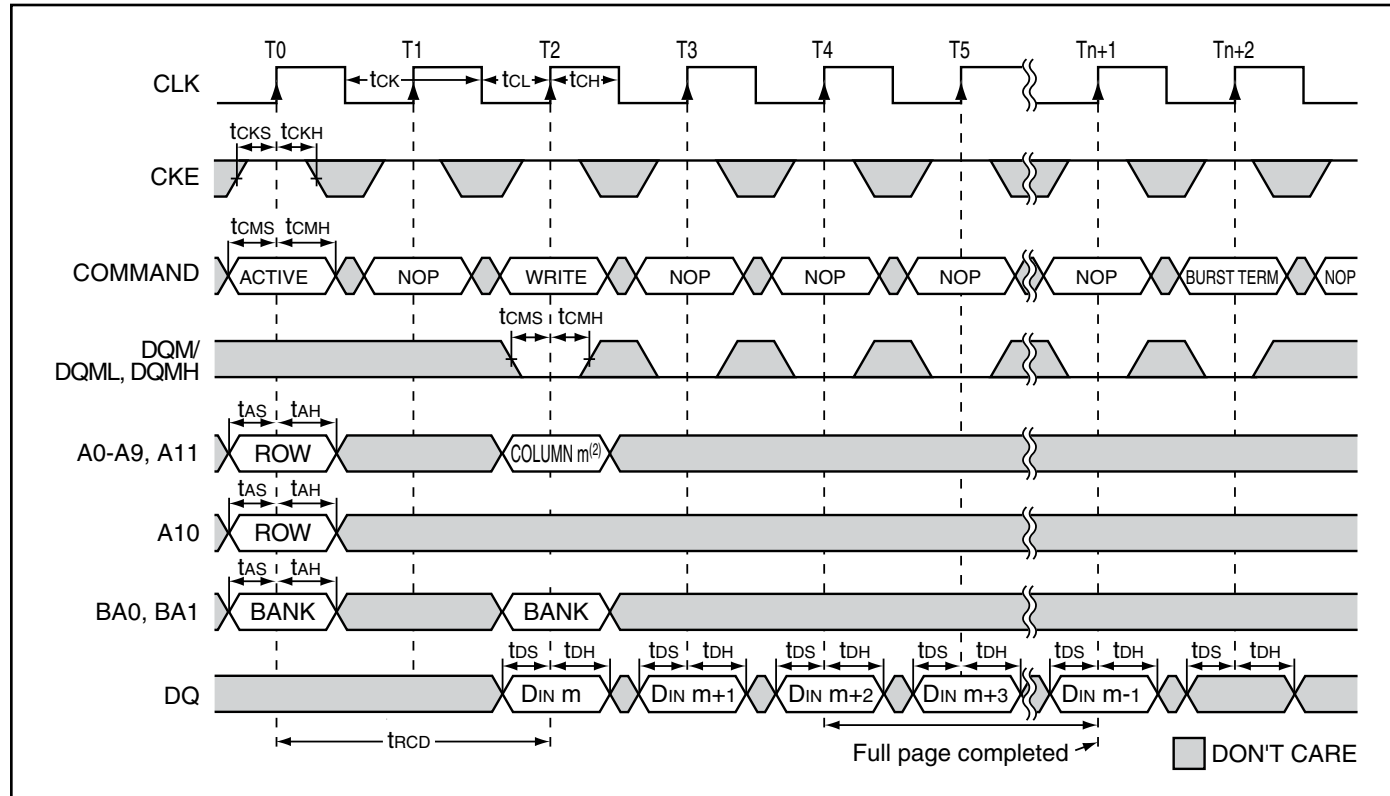 T0 T1 T2 T3 T4 T5 Tn+1 Tn+2
CLK tCK tCL tCH
tCKS tCKH
CKE
tCMS tCMH
COMMAND ACTIVE NOP WRITE NOP NOP NOP NOP BURST TERM NOP
tCMS tCMH
DQM/
DQML, DQMH
tAS tAH
A0-A9, A11 ROW COLUMN m(2)
tAS tAH
A10 ROW
tAS tAH
BA0, BA1 BANK BANK
tDS tDH tDS tDH tDS tDH tDS tDH tDS tDH tDS tDH
DQ DIN m DIN m+1 DIN m+2 DIN m+3 DIN m-1
tRCD
Full page completed DON'T CARE